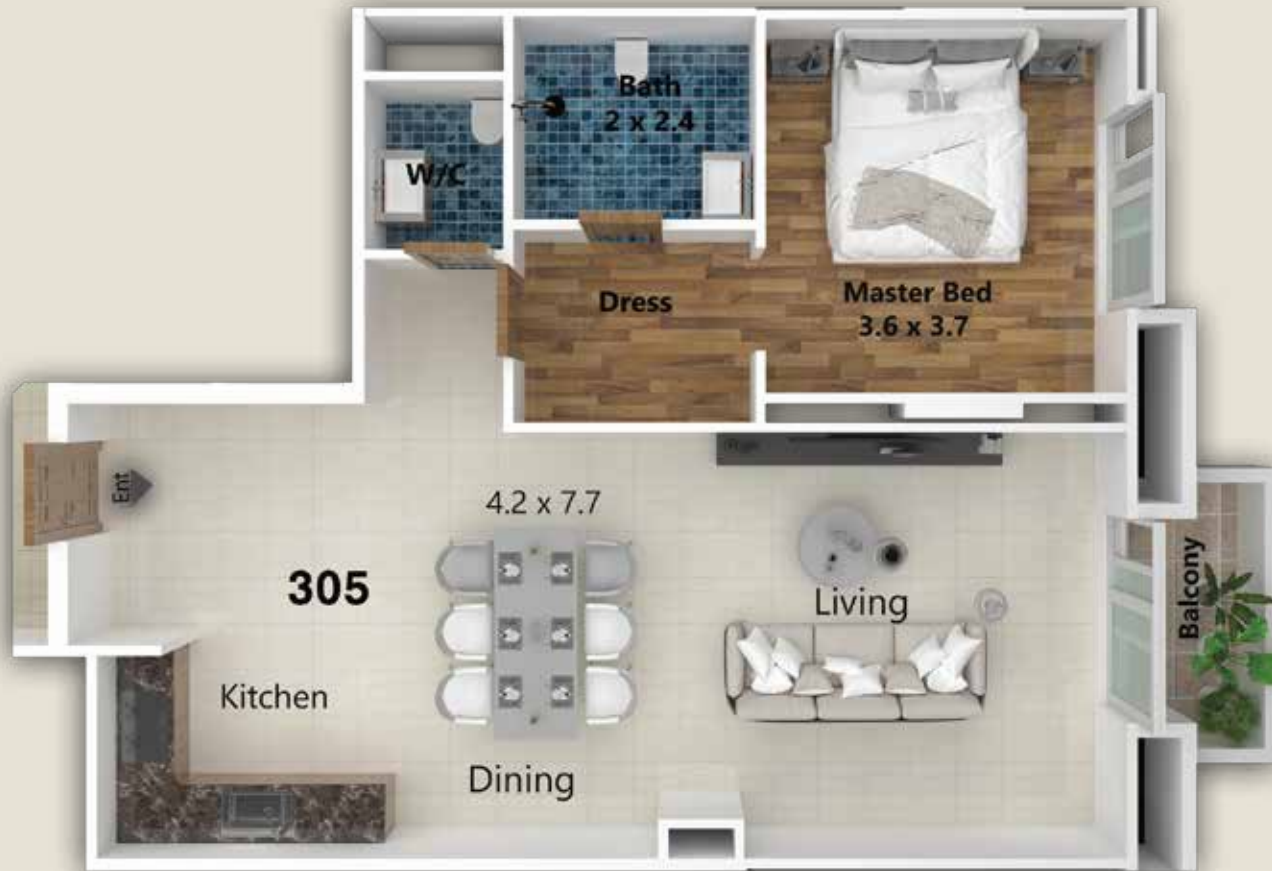 Bath
2 x 2.4
W/C
Dress
Master Bed
3.6 x 3.7
Ent
4.2 x 7.7
305
Living
Balcony
Kitchen
Dining